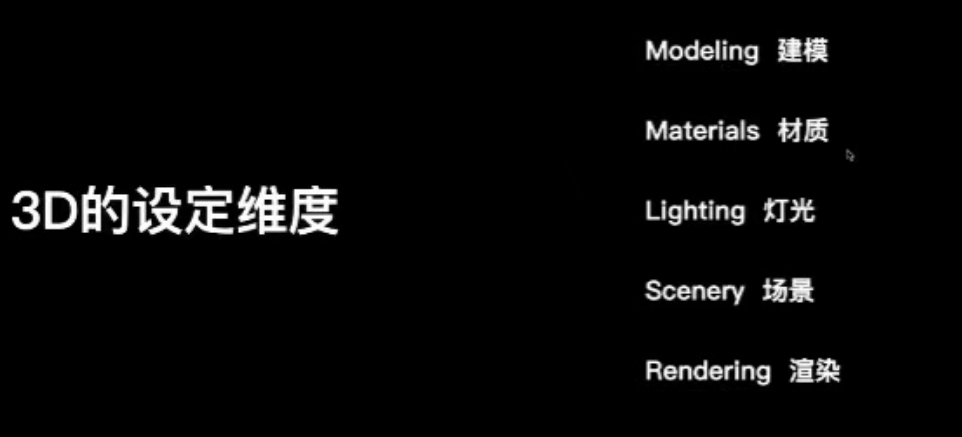 3D的设定维度
Modeling 建模
Materials 材质
Lighting 灯光
Scenery 场景
Rendering 渲染